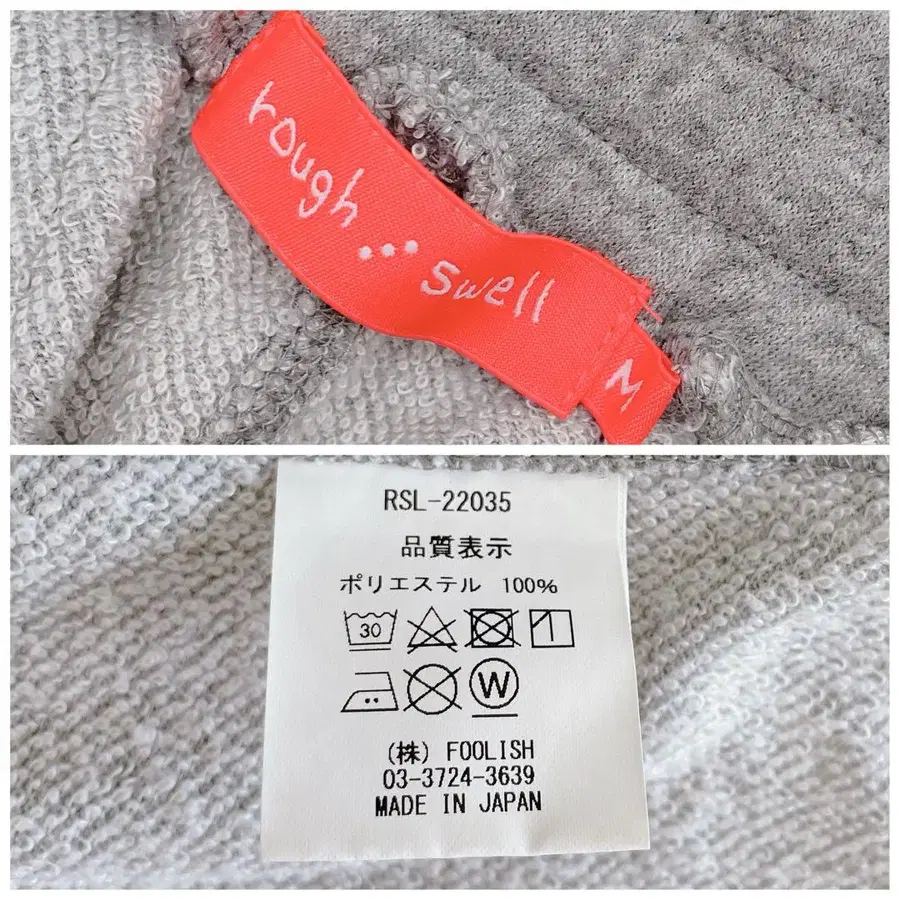 rough...swell
M
RSL-22035
品質表示
ポリエステル 100%
30
W
(株) FOOLISH
03-3724-3639
MADE IN JAPAN